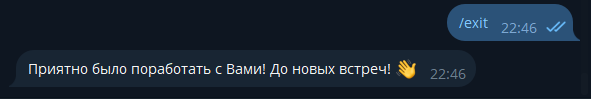 /exit 22:46
Приятно было поработать с Вами! До новых встреч! 👋 22:46